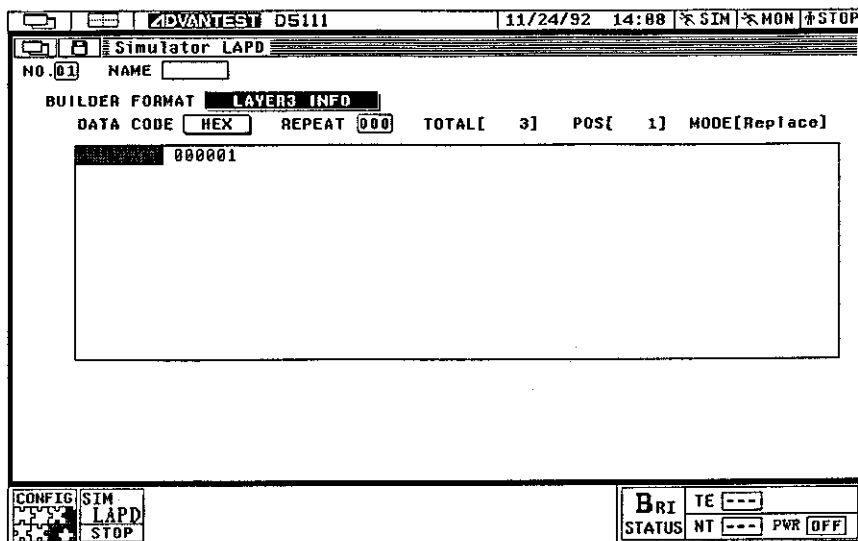 ADVANTEST D5111 11/24/92 14:08 SIM MON STOP
Simulator LAPD
NO.01 NAME
BUILDER FORMAT LAYER3 INFO
DATA CODE HEX REPEAT 000 TOTAL[ 3] POS[ 1] MODE[Replace]
000001
CONFIG SIM LAPD STOP
BRI STATUS TE [---] NT [---] PWR OFF